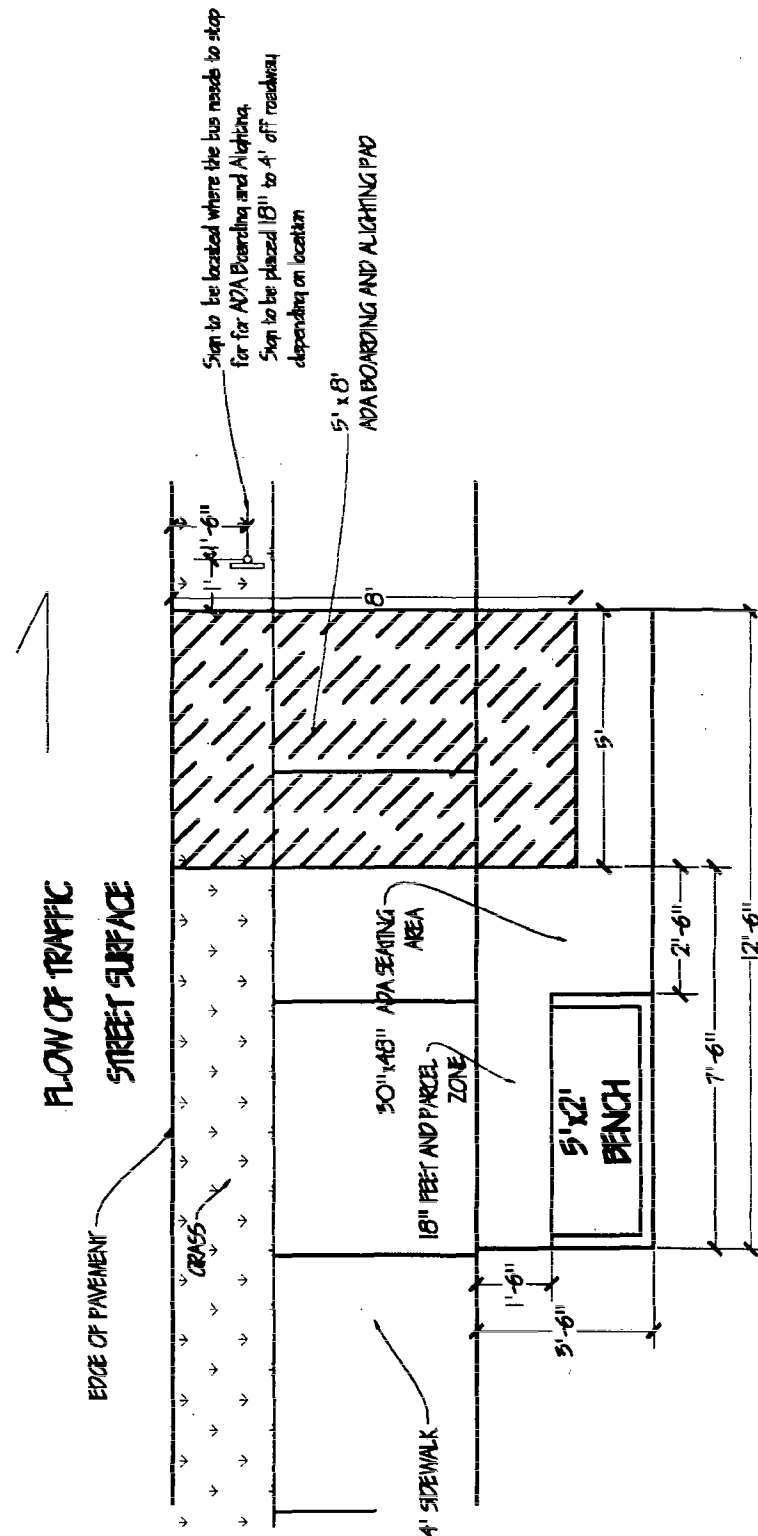 FLOW OF TRAFFIC
STREET SURFACE
EDGE OF PAVEMENT
GRASS
Sign to be located where the bus needs to stop
for for ADA Boarding and Alighting.
Sign to be placed 18" to 4' off roadway
depending on location
1'
1'-6"
5' x 8'
ADA BOARDING AND ALIGHTING PAD
8'
30"x48" ADA SEATING
AREA
18" FEET AND PARCEL
ZONE
5'x2'
BENCH
4' SIDEWALK
1'-6"
3'-6"
5'
2'-6"
7'-6"
12'-6"